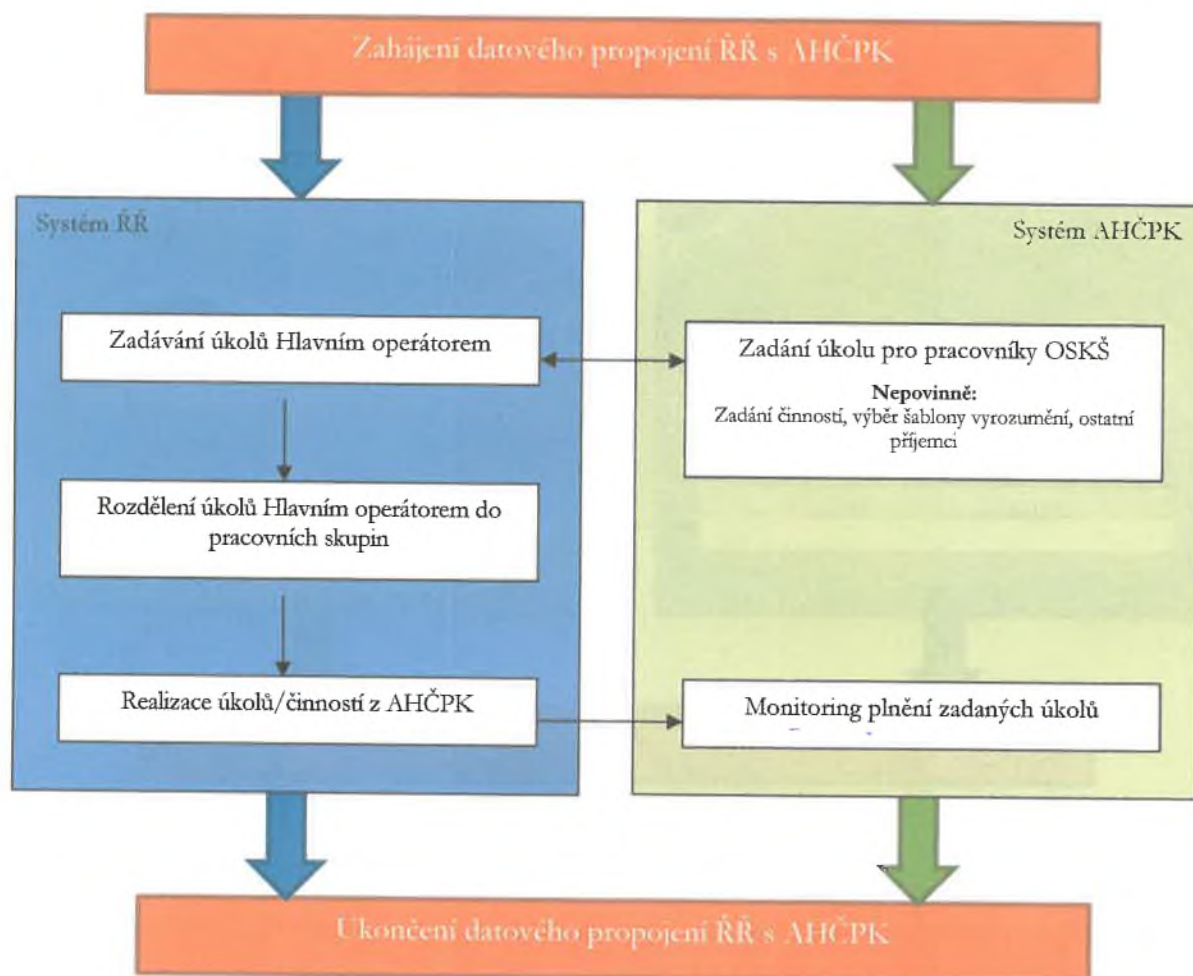 Zahájení datového propojení ŘŘ s AHČPK
Systém ŘŘ
Zadávání úkolů Hlavním operátorem
Rozdělení úkolů Hlavním operátorem do
pracovních skupin
Realizace úkolů/činností z AHČPK
Systém AHČPK
Zadání úkolu pro pracovníky OSKŠ
Nepovinně:
Zadání činností, výběr šablony vyrozumění, ostatní
příjemci
Monitoring plnění zadaných úkolů
Ukončení datového propojení ŘŘ s AHČPK